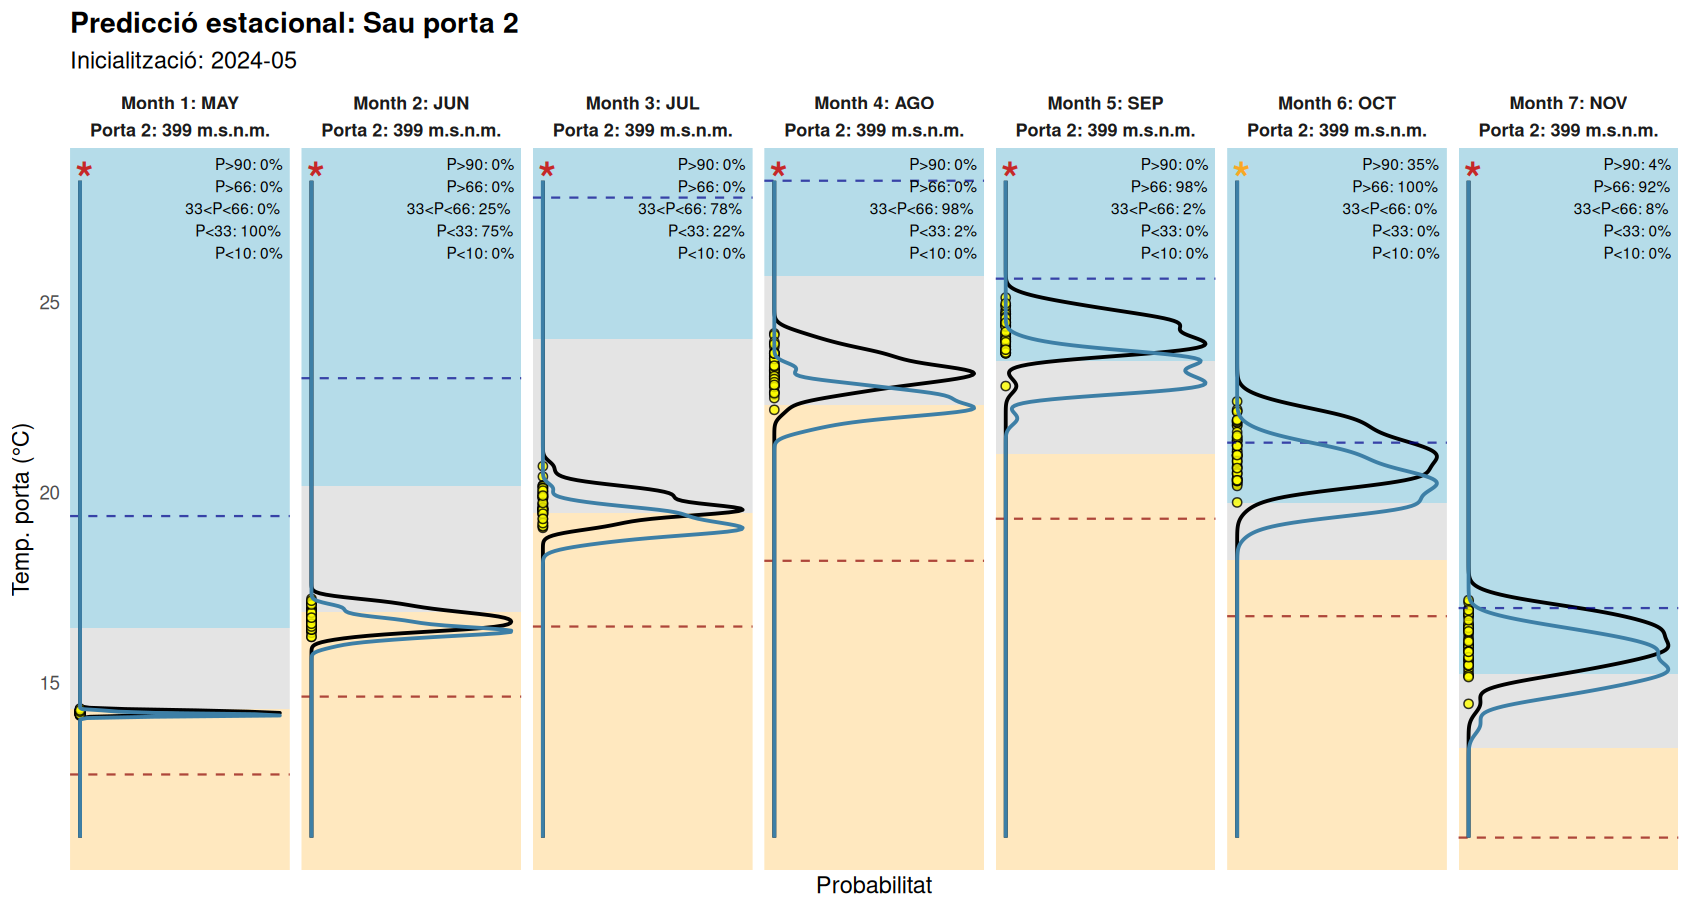 Predicció estacional: Sau porta 2
Inicialització: 2024-05
Month 1: MAY
Porta 2: 399 m.s.n.m.
Month 2: JUN
Porta 2: 399 m.s.n.m.
Month 3: JUL
Porta 2: 399 m.s.n.m.
Month 4: AGO
Porta 2: 399 m.s.n.m.
Month 5: SEP
Porta 2: 399 m.s.n.m.
Month 6: OCT
Porta 2: 399 m.s.n.m.
Month 7: NOV
Porta 2: 399 m.s.n.m.
*
P>90: 0%
P>66: 0%
33<P<66: 0%
P<33: 100%
P<10: 0%
*
P>90: 0%
P>66: 0%
33<P<66: 25%
P<33: 75%
P<10: 0%
*
P>90: 0%
P>66: 0%
33<P<66: 78%
P<33: 22%
P<10: 0%
*
P>90: 0%
P>66: 0%
33<P<66: 98%
P<33: 2%
P<10: 0%
*
P>90: 0%
P>66: 98%
33<P<66: 2%
P<33: 0%
P<10: 0%
*
P>90: 35%
P>66: 100%
33<P<66: 0%
P<33: 0%
P<10: 0%
*
P>90: 4%
P>66: 92%
33<P<66: 8%
P<33: 0%
P<10: 0%
Temp. porta (°C)
25
20
15
Probabilitat